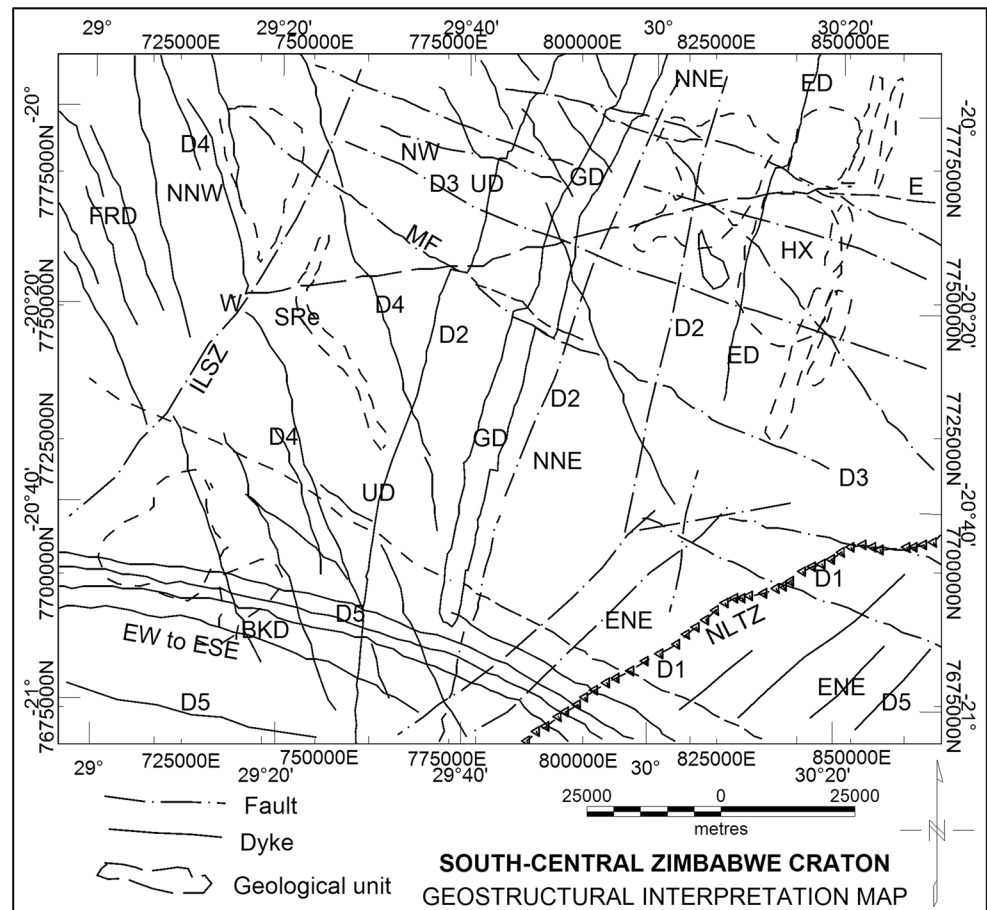 29° 29°20' 29°40' 30° 30°20'
725000E 750000E 775000E 800000E 825000E 850000E
-20° -20°
7775000N 7775000N
-20°20' -20°20'
7750000N 7750000N
7725000N 7725000N
-20°40' -20°40'
7700000N 7700000N
-21° -21°
7675000N 7675000N
NNE ED
D4 NW GD
NNW D3 UD E
FRD
MF HX
W SRe D4
D2 D2
ILSZ ED
D2
D4 GD
NNE
UD D3
D1
D5 ENE
BKD NLTZ
EW to ESE
D1
ENE
D5 D5
725000E 750000E 775000E 800000E 825000E 850000E
29° 29°20' 29°40' 30° 30°20'
Fault
Dyke
Geological unit
25000 0 25000
metres
N
SOUTH-CENTRAL ZIMBABWE CRATON
GEOSTRUCTURAL INTERPRETATION MAP